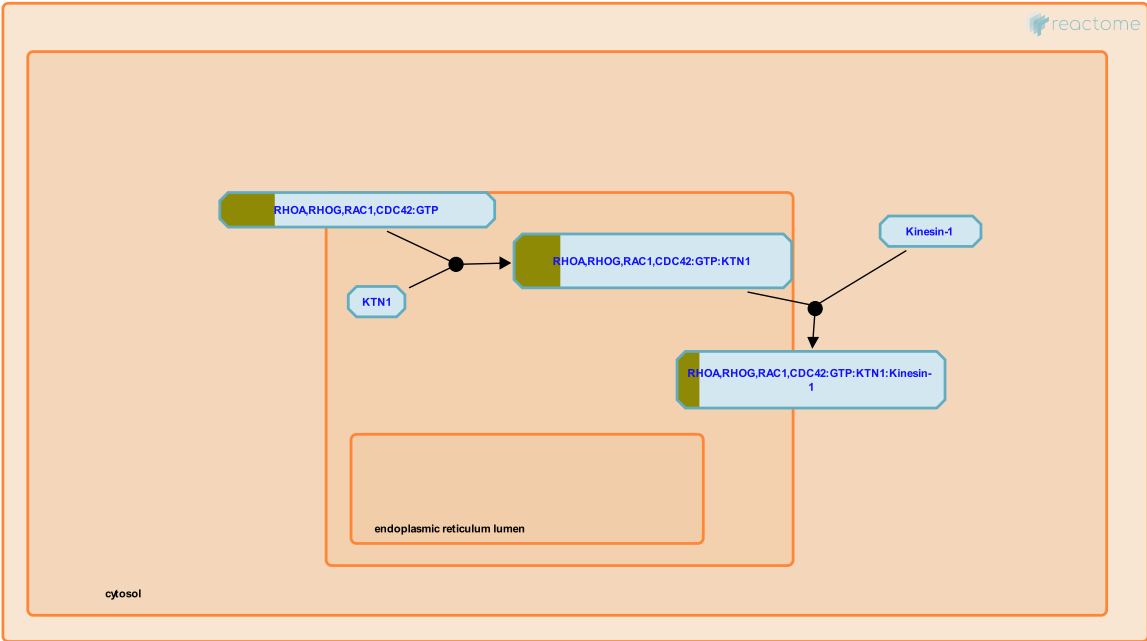 reactome
RHOA,RHOG,RAC1,CDC42:GTP
Kinesin-1
RHOA,RHOG,RAC1,CDC42:GTP:KTN1
KTN1
RHOA,RHOG,RAC1,CDC42:GTP:KTN1:Kinesin-
1
endoplasmic reticulum lumen
cytosol